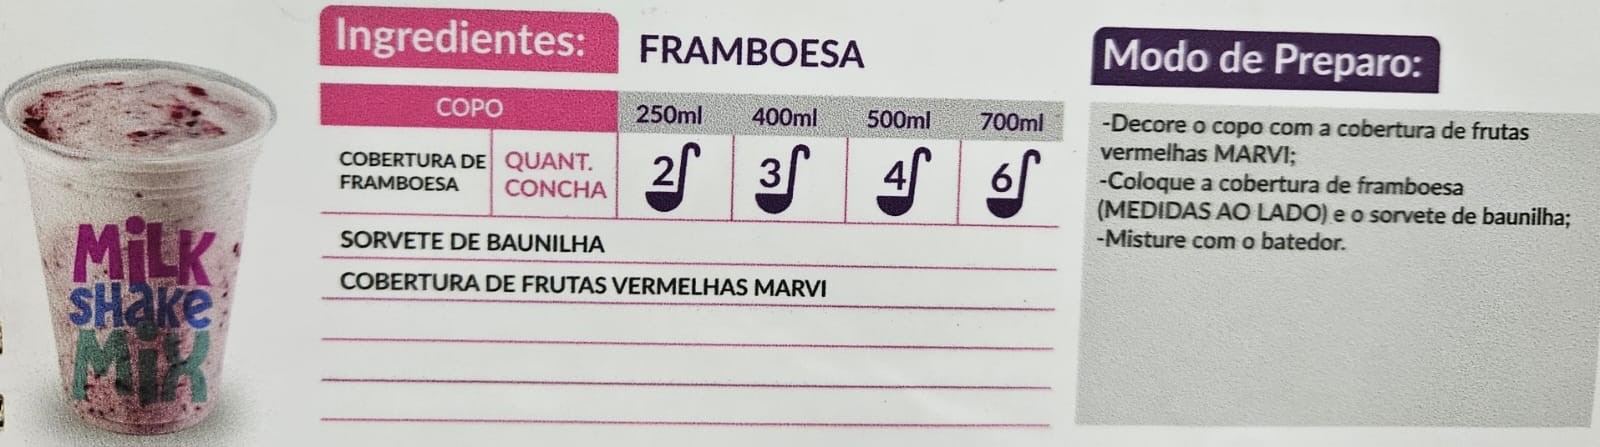 MiLK
SHaKe
MiX
Ingredientes:
FRAMBOESA
COPO
250ml 400ml 500ml 700ml
COBERTURA DE
FRAMBOESA
QUANT.
CONCHA
2 3 4 6
SORVETE DE BAUNILHA
COBERTURA DE FRUTAS VERMELHAS MARVI
Modo de Preparo:
-Decore o copo com a cobertura de frutas
vermelhas MARVI;
-Coloque a cobertura de framboesa
(MEDIDAS AO LADO) e o sorvete de baunilha;
-Misture com o batedor.